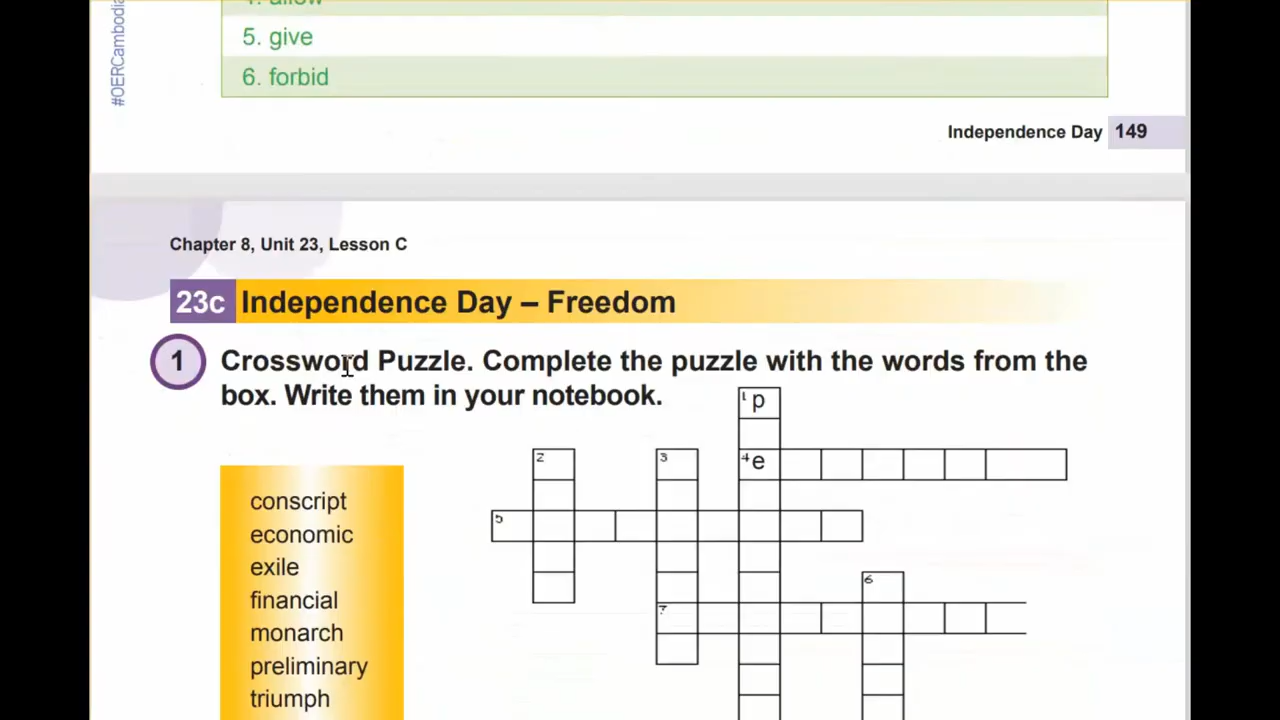 #OERCambodia
5. give
6. forbid
Independence Day 149
Chapter 8, Unit 23, Lesson C
23c Independence Day – Freedom
1 Crossword Puzzle. Complete the puzzle with the words from the
box. Write them in your notebook.
1 p
2 3 4 e
5
6
7
conscript
economic
exile
financial
monarch
preliminary
triumph